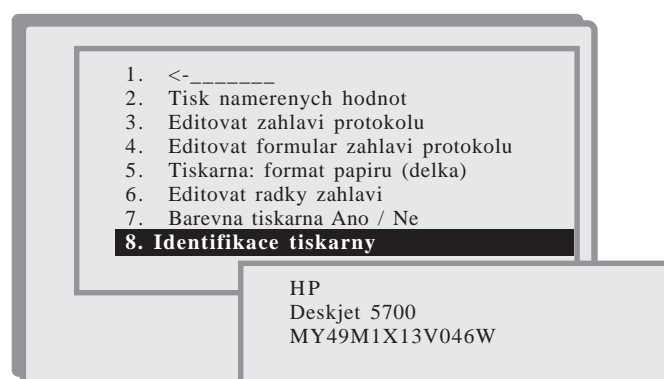 1. <-_______
2. Tisk namerenych hodnot
3. Editovat zahlavi protokolu
4. Editovat formular zahlavi protokolu
5. Tiskarna: format papiru (delka)
6. Editovat radky zahlavi
7. Barevna tiskarna Ano / Ne
8. Identifikace tiskarny
HP
Deskjet 5700
MY49M1X13V046W